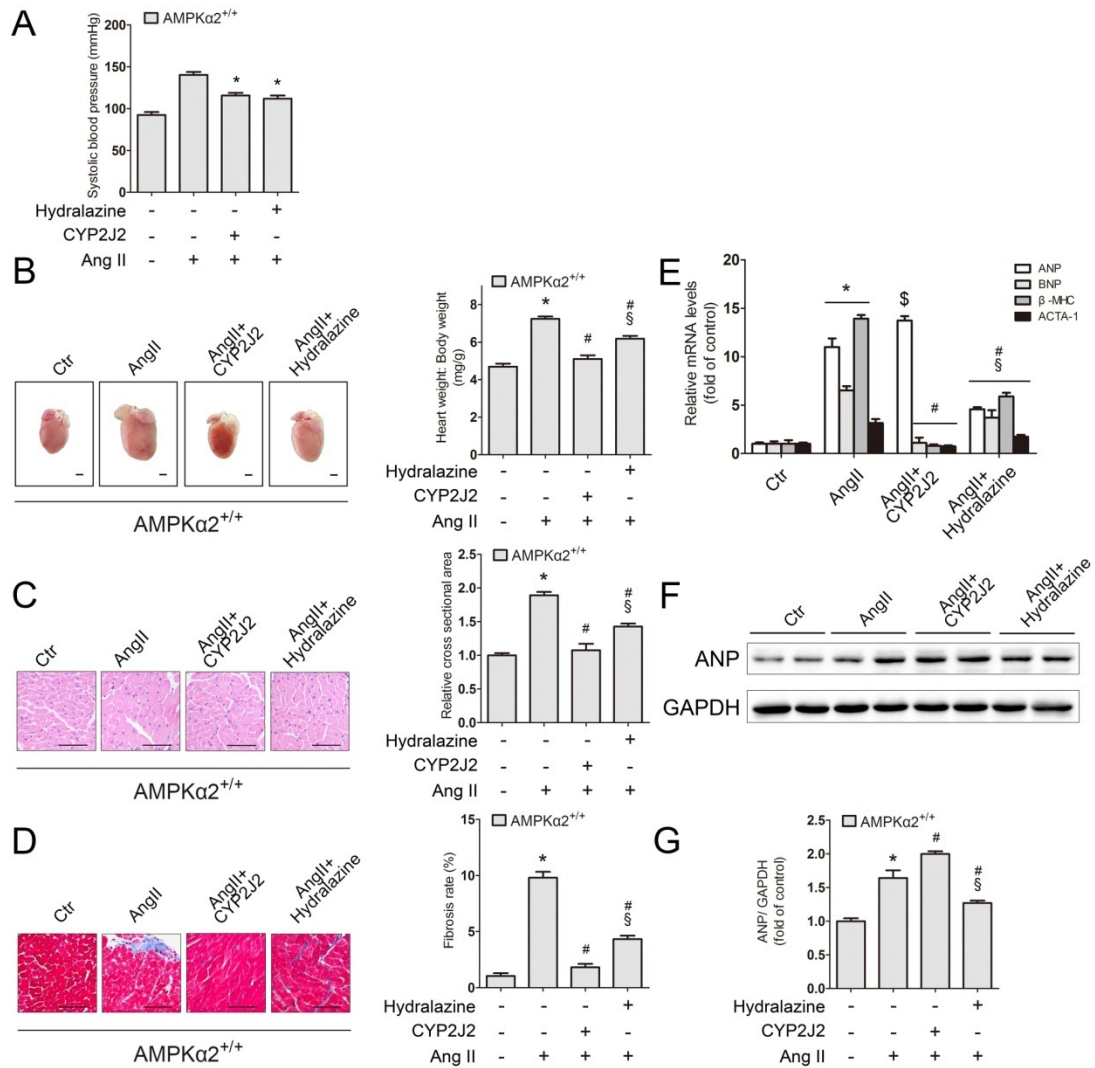 A
AMPKα2+/+
Systolic blood pressure (mmHg)
200
150
100
50
0
* *
Hydralazine - - - +
CYP2J2 - - + -
Ang II - + + +
B
Ctr
AngII
AngII+
CYP2J2
AngII+
Hydralazine
AMPKα2+/+
AMPKα2+/+
Heart weight: Body weight
(mg/g)
8
6
4
2
0
* # # §
Hydralazine - - - +
CYP2J2 - - + -
Ang II - + + +
E
ANP
BNP
β-MHC
ACTA-1
Relative mRNA levels
(fold of control)
20
15
10
5
0
* $ # # §
Ctr
AngII
AngII+
CYP2J2
AngII+
Hydralazine
C
Ctr
AngII
AngII+
CYP2J2
AngII+
Hydralazine
AMPKα2+/+
AMPKα2+/+
Relative cross sectional area
2.5
2.0
1.5
1.0
0.5
0.0
* # # §
Hydralazine - - - +
CYP2J2 - - + -
Ang II - + + +
F
Ctr
AngII
AngII+
CYP2J2
AngII+
Hydralazine
ANP
GAPDH
D
Ctr
AngII
AngII+
CYP2J2
AngII+
Hydralazine
AMPKα2+/+
AMPKα2+/+
Fibrosis rate (%)
15
10
5
0
* # # §
Hydralazine - - - +
CYP2J2 - - + -
Ang II - + + +
G
AMPKα2+/+
ANP/ GAPDH
(fold of control)
2.5
2.0
1.5
1.0
0.5
0.0
* # # §
Hydralazine - - - +
CYP2J2 - - + -
Ang II - + + +